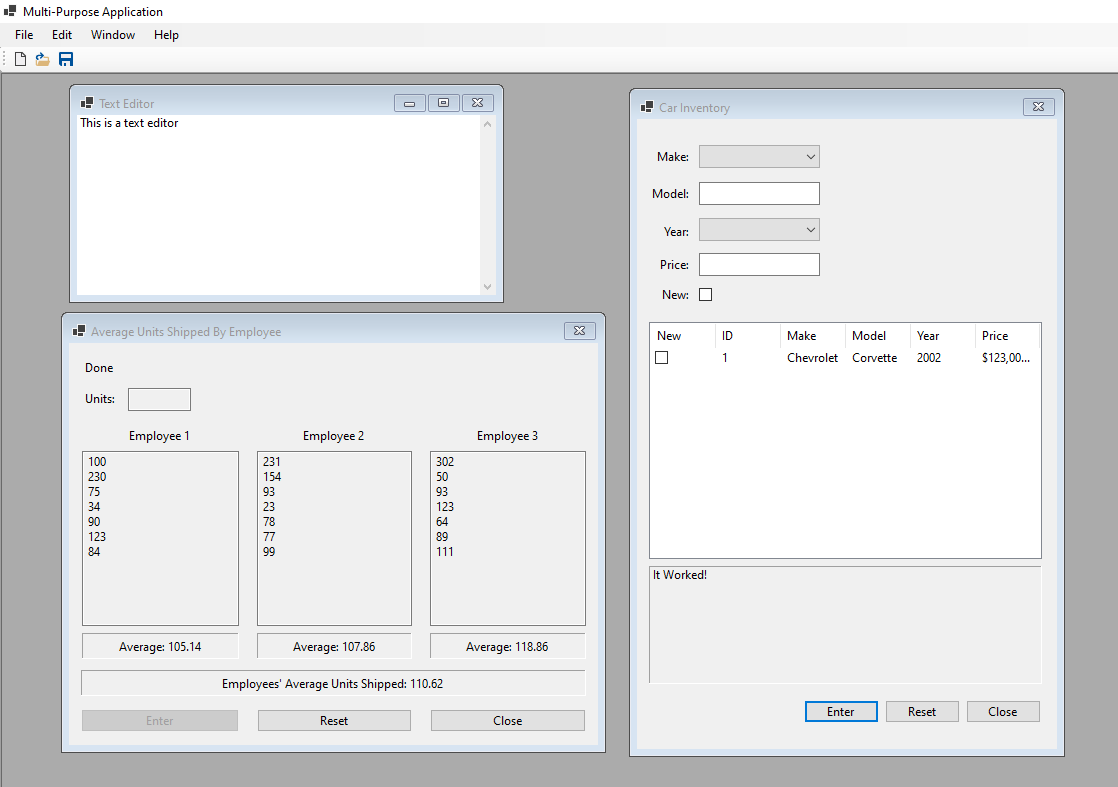 Multi-Purpose Application
File Edit Window Help
Text Editor
This is a text editor
Average Units Shipped By Employee
Done
Units:
Employee 1 Employee 2 Employee 3
100 231 302
230 154 50
75 93 93
34 23 123
90 78 64
123 77 89
84 99 111
Average: 105.14 Average: 107.86 Average: 118.86
Employees' Average Units Shipped: 110.62
Enter Reset Close
Car Inventory
Make:
Model:
Year:
Price:
New:
New ID Make Model Year Price
1 Chevrolet Corvette 2002 $123,00...
It Worked!
Enter Reset Close